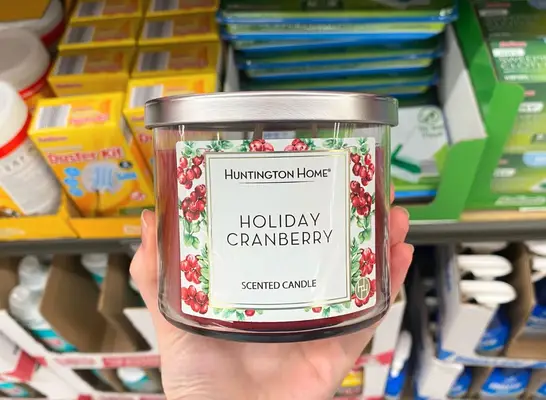 HUNTINGTON HOME®
HOLIDAY
CRANBERRY
SCENTED CANDLE
Duster Kit